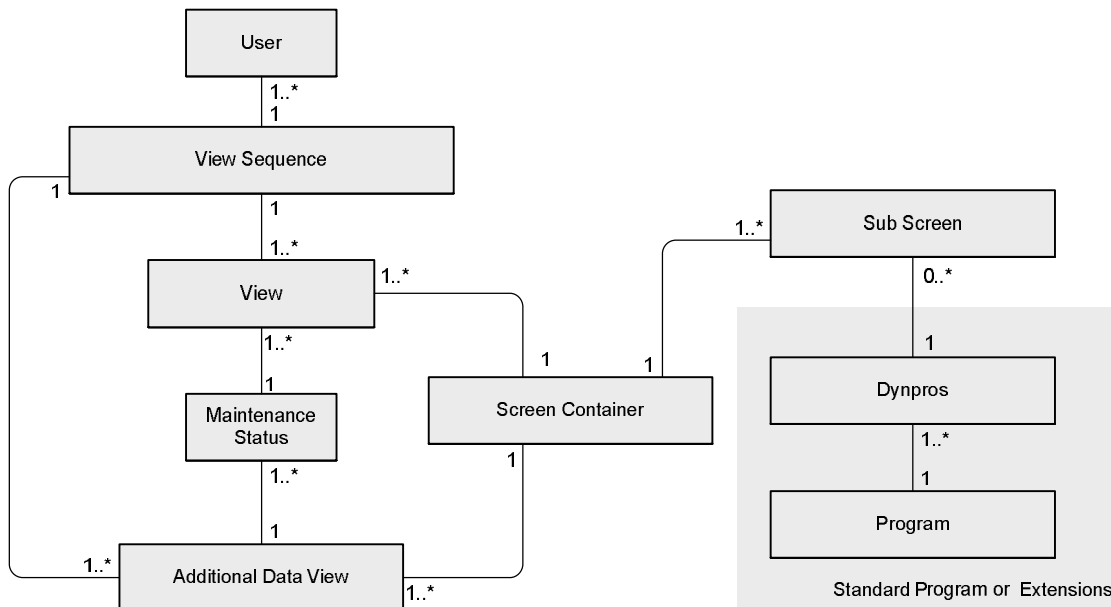 User
1..*
1
View Sequence
1
1
1..*
View
1..*
1..*
1
Maintenance
Status
1..*
1
1..*
Additional Data View
1..*
1
1
1
Screen Container
1..*
Sub Screen
0..*
1
Dynpros
1..*
1
Program
Standard Program or Extensions